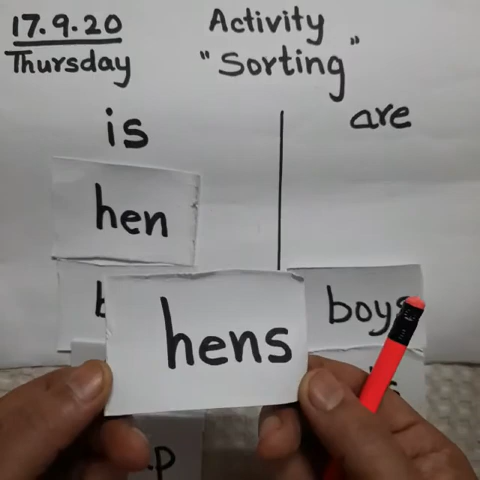 17.9.20
Thursday
Activity
"Sorting"
is
are
hen
hens
boys